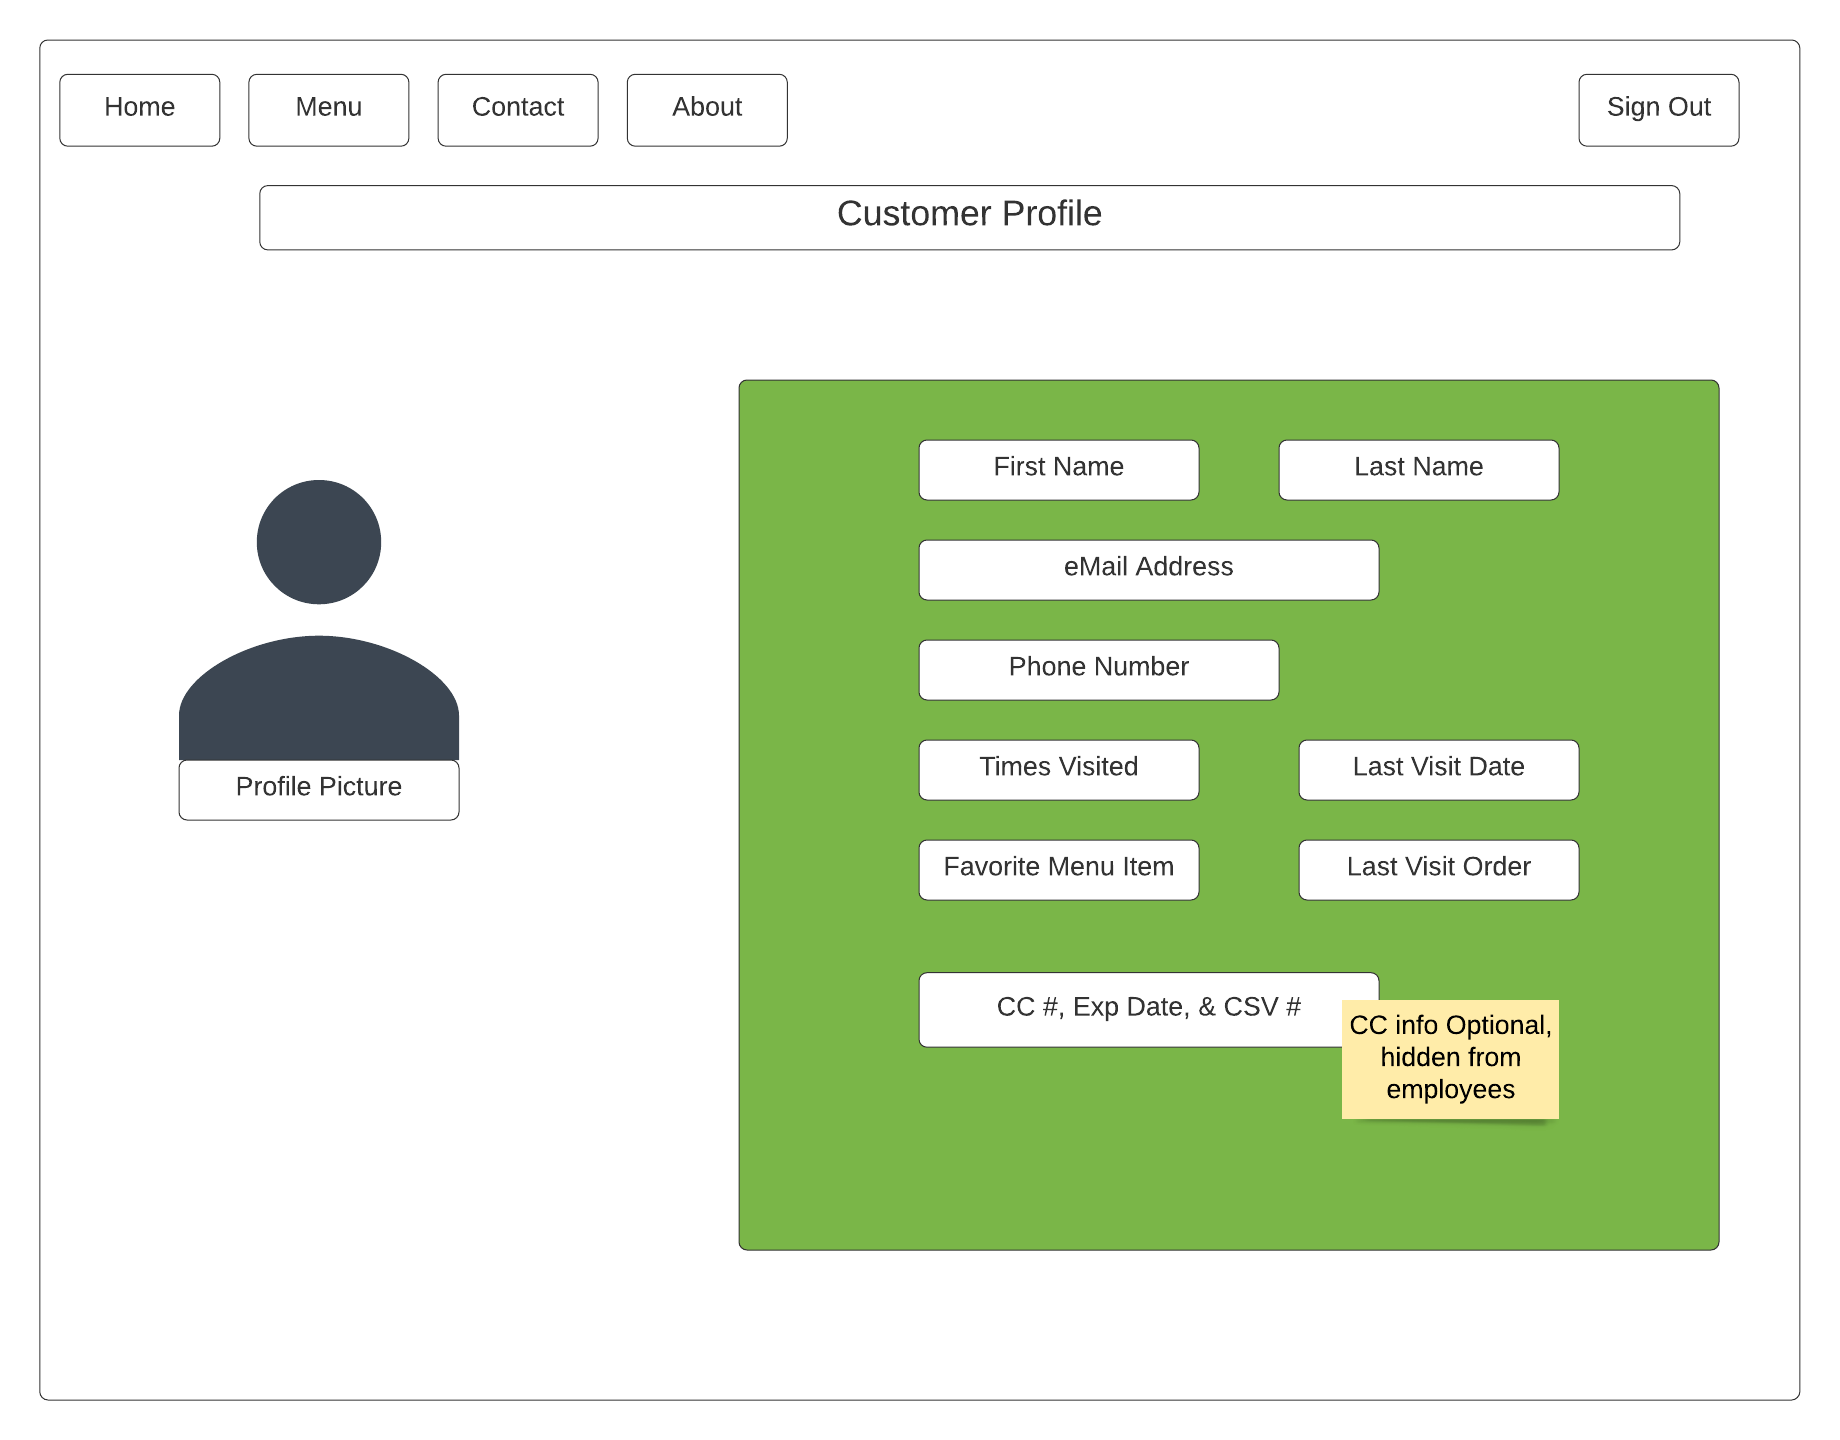 Home
Menu
Contact
About
Sign Out
Customer Profile
First Name
Last Name
eMail Address
Phone Number
Times Visited
Last Visit Date
Profile Picture
Favorite Menu Item
Last Visit Order
CC #, Exp Date, & CSV #
CC info Optional,
hidden from
employees